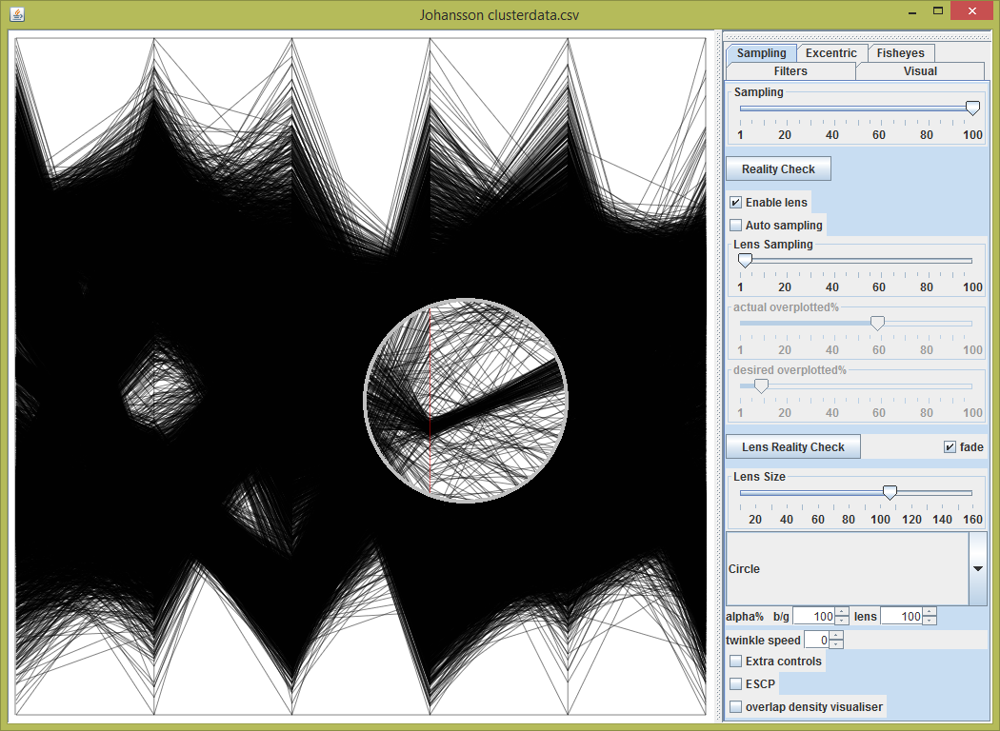 Johansson clusterdata.csv
Sampling Excentric Fisheyes
Filters Visual
Sampling
1 20 40 60 80 100
Reality Check
Enable lens
Auto sampling
Lens Sampling
1 20 40 60 80 100
actual overplotted%
1 20 40 60 80 100
desired overplotted%
1 20 40 60 80 100
Lens Reality Check fade
Lens Size
20 40 60 80 100 120 140 160
Circle
alpha% b/g 100 lens 100
twinkle speed 0
Extra controls
ESCP
overlap density visualiser